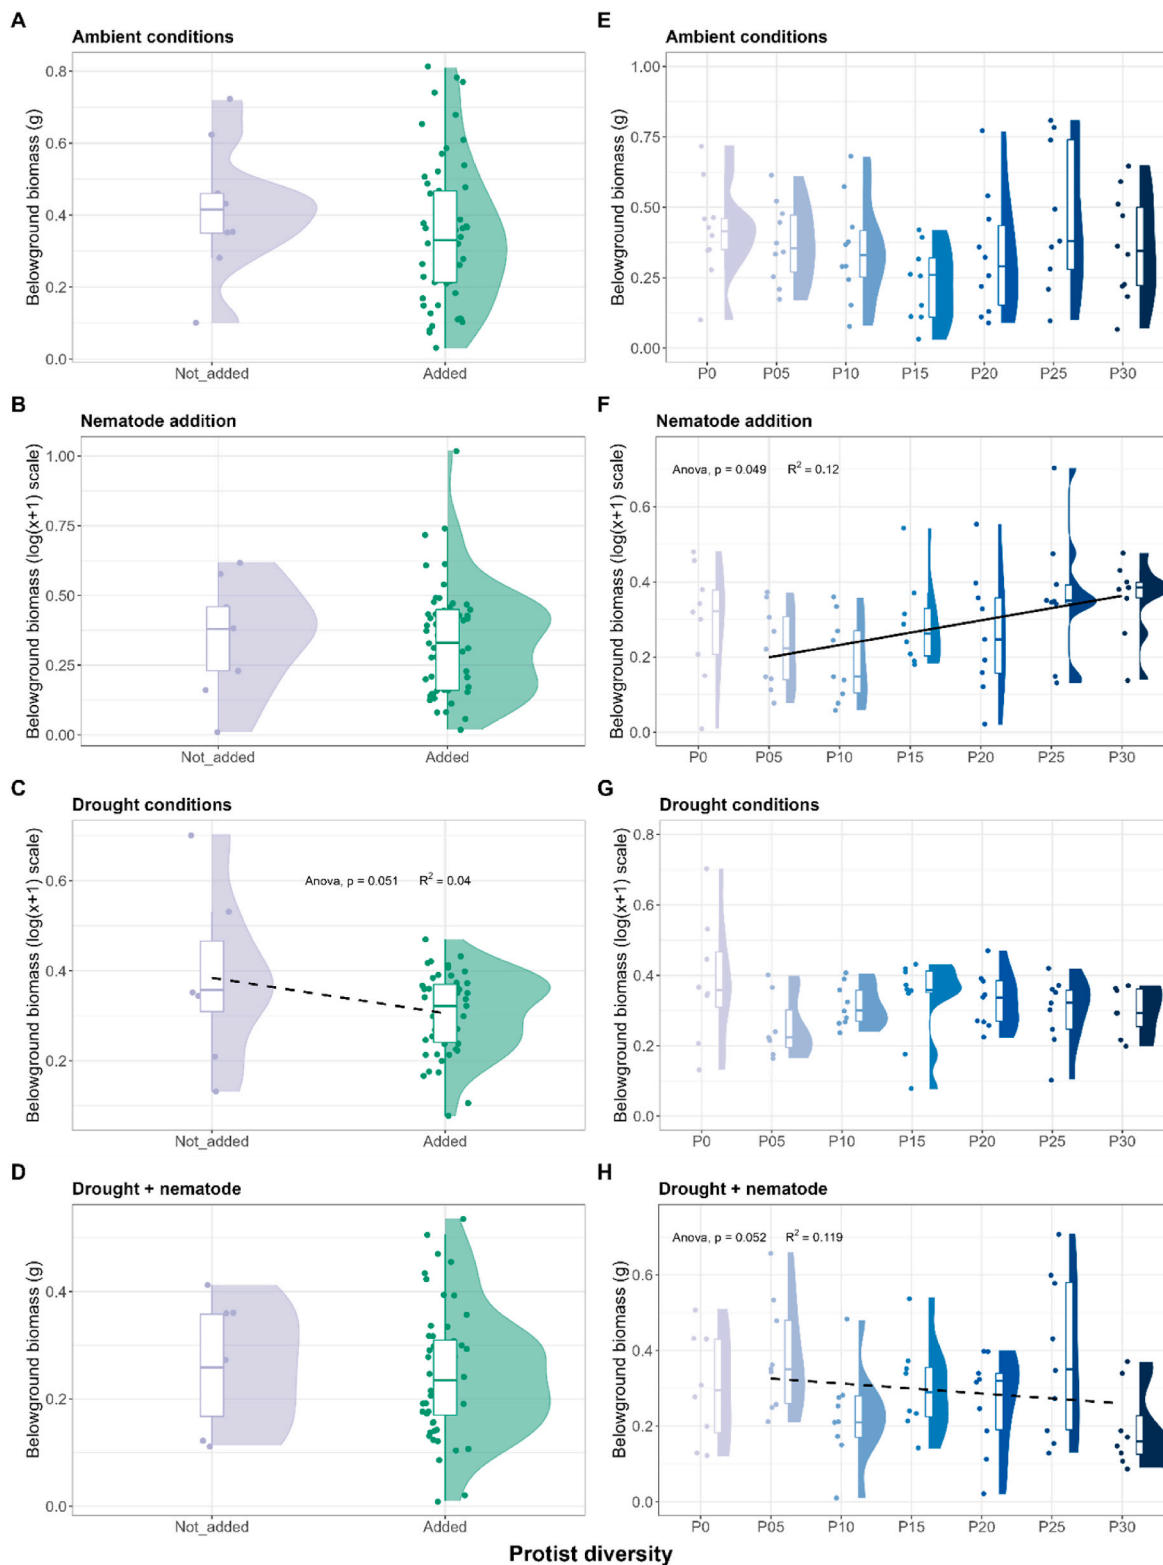 A
Ambient conditions
Belowground biomass (g)
0.8
0.6
0.4
0.2
0.0
Not_added
Added
B
Nematode addition
Belowground biomass (log(x+1) scale)
1.00
0.75
0.50
0.25
0.00
Not_added
Added
C
Drought conditions
Belowground biomass (log(x+1) scale)
0.6
0.4
0.2
Anova, p = 0.051 R² = 0.04
Not_added
Added
D
Drought + nematode
Belowground biomass (g)
0.4
0.2
0.0
Not_added
Added
E
Ambient conditions
Belowground biomass (g)
1.00
0.75
0.50
0.25
0.00
P0 P05 P10 P15 P20 P25 P30
F
Nematode addition
Belowground biomass (log(x+1) scale)
Anova, p = 0.049 R² = 0.12
0.6
0.4
0.2
0.0
P0 P05 P10 P15 P20 P25 P30
G
Drought conditions
Belowground biomass (log(x+1) scale)
0.8
0.6
0.4
0.2
0.0
P0 P05 P10 P15 P20 P25 P30
H
Drought + nematode
Belowground biomass (g)
Anova, p = 0.052 R² = 0.119
0.6
0.4
0.2
0.0
P0 P05 P10 P15 P20 P25 P30
Protist diversity